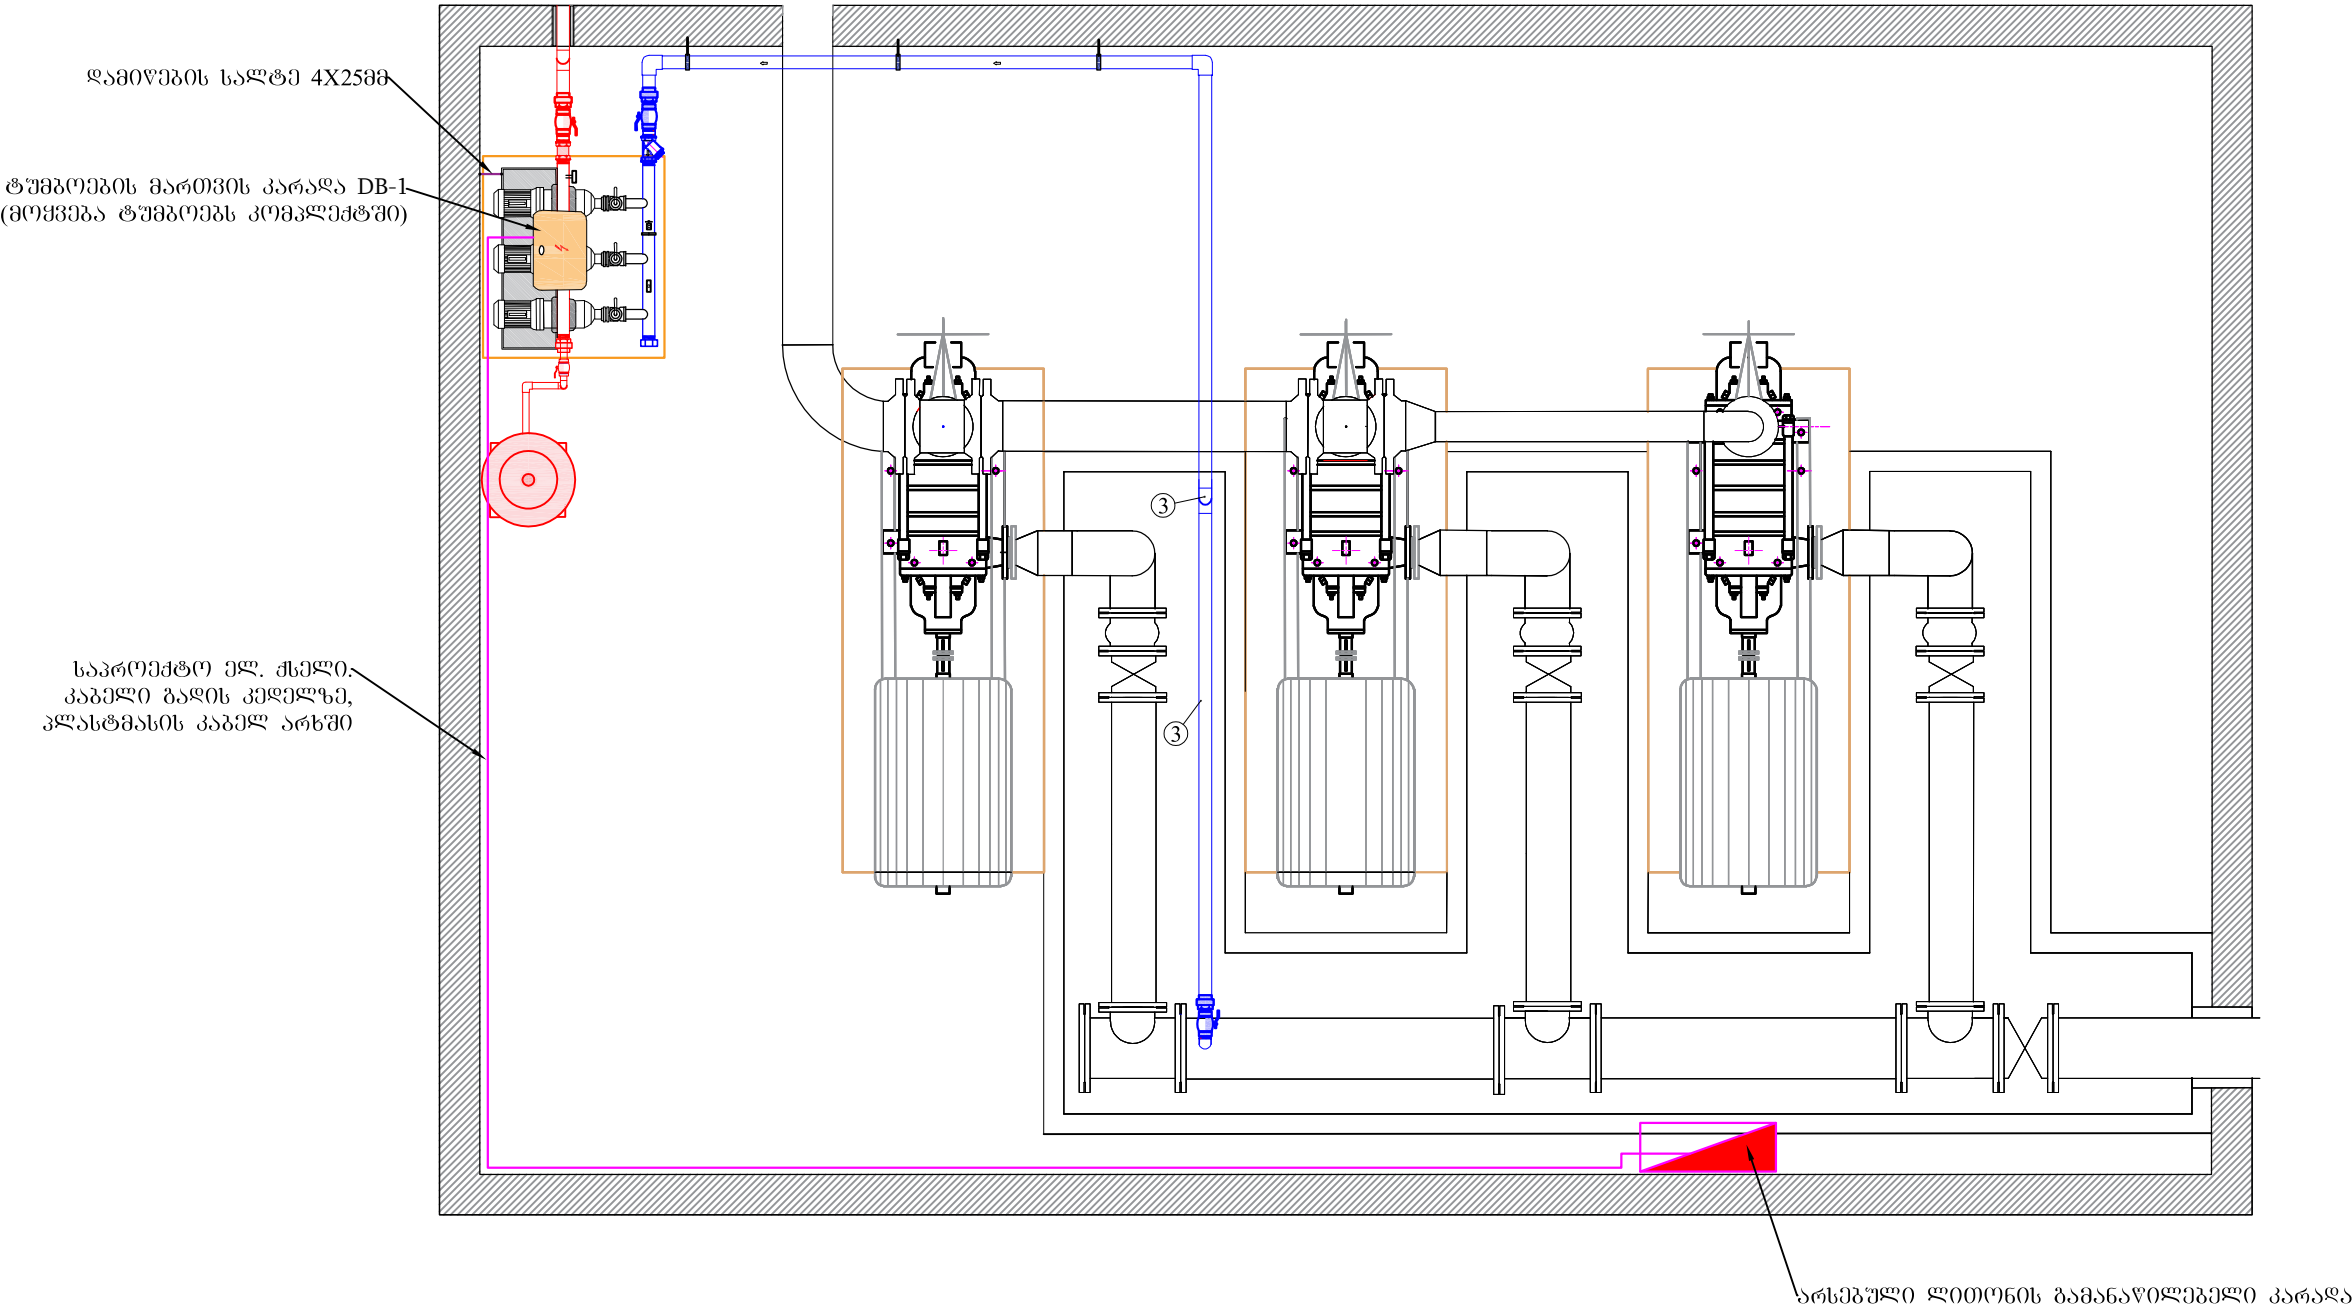 დამიწების სალტე 4X25მმ
ტუმბოების მართვის კარადა DB-1
(მოყვება ტუმბოებს კომპლექტში)
3
საპროექტო ელ. ქსელი.
კაბელი გადის კედელზე,
პლასტმასის კაბელ არხში
3
არსებული ლითონის გამანაწილებელი კარადა